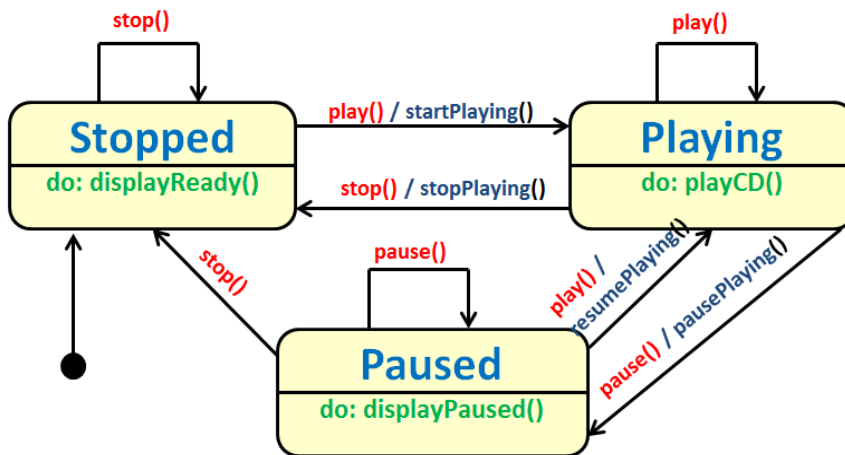 stop()
play()
Stopped
do: displayReady()
play() / startPlaying()
stop() / stopPlaying()
Playing
do: playCD()
stop()
pause()
play() /
resumePlaying()
pause() / pausePlaying()
Paused
do: displayPaused()